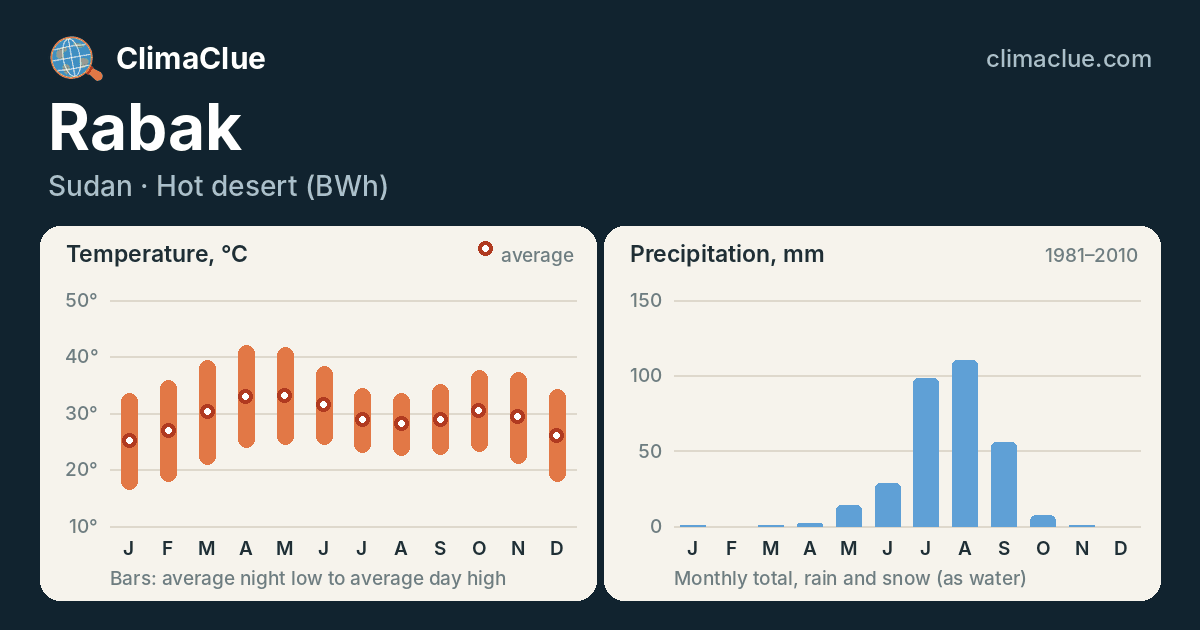 ClimaClue
climaclue.com
Rabak
Sudan · Hot desert (BWh)
Temperature, °C
average
50°
40°
30°
20°
10°
J F M A M J J A S O N D
Bars: average night low to average day high
Precipitation, mm
1981–2010
150
100
50
0
J F M A M J J A S O N D
Monthly total, rain and snow (as water)